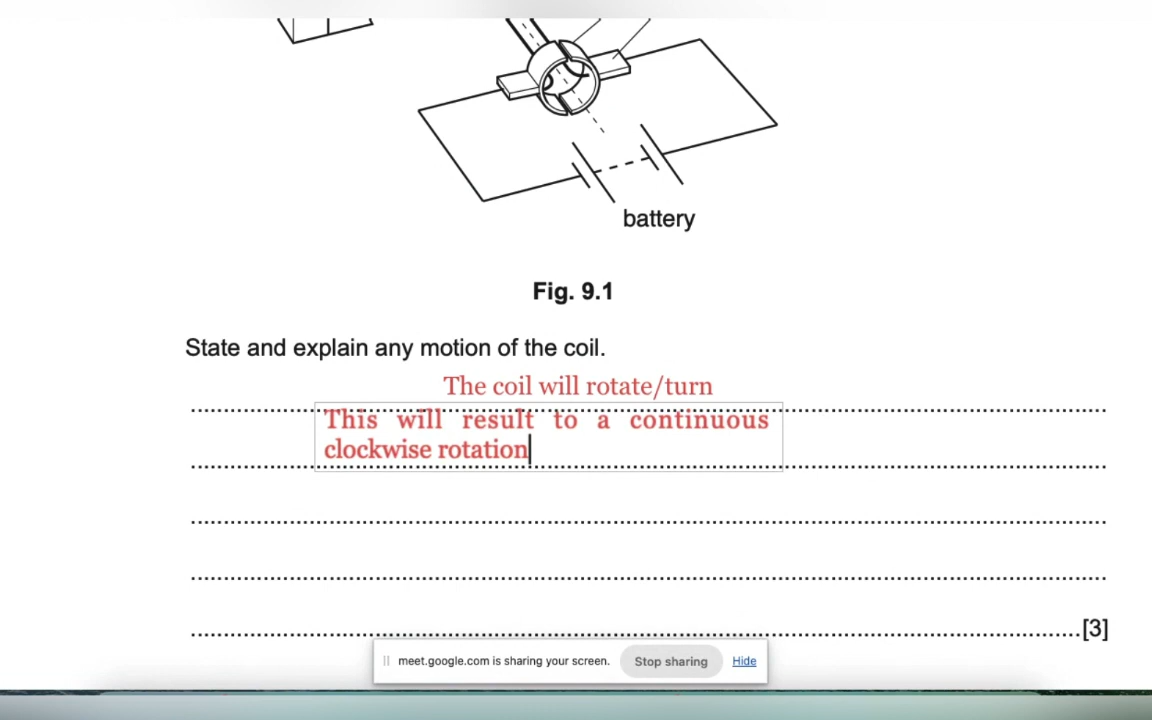 battery
Fig. 9.1
State and explain any motion of the coil.
The coil will rotate/turn
This will result to a continuous
clockwise rotation
[3]
meet.google.com is sharing your screen.
Stop sharing
Hide